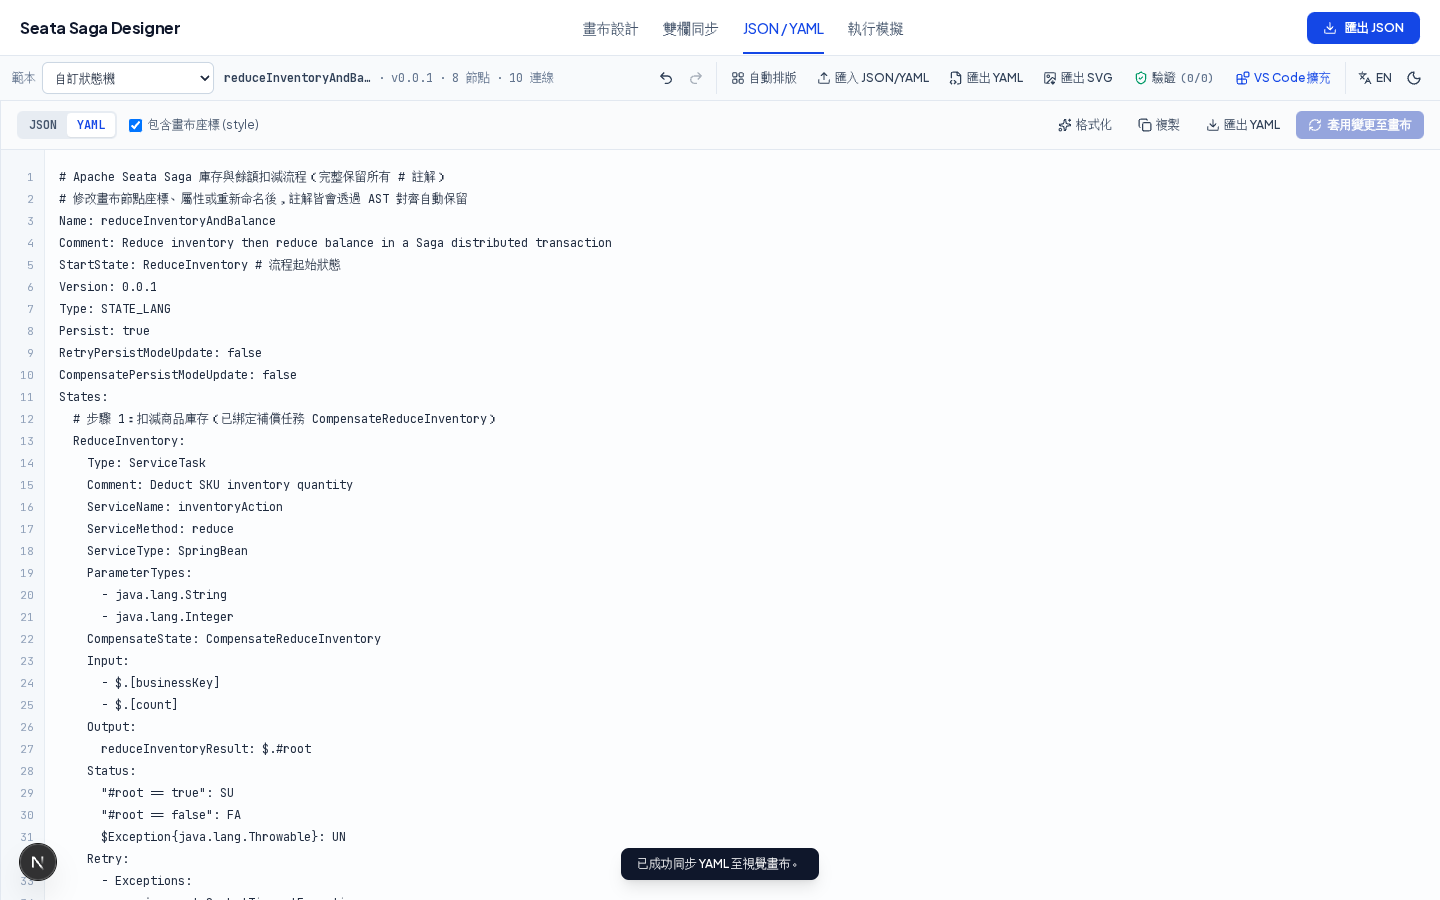 Seata Saga Designer
畫布設計
雙欄同步
JSON / YAML
執行模擬
匯出 JSON
範本
自訂狀態機
reduceInventoryAndBa… · v0.0.1 · 8 節點 · 10 連線
自動排版
匯入 JSON/YAML
匯出 YAML
匯出 SVG
驗證 (0/0)
VS Code 擴充
EN
JSON
YAML
包含畫布座標 (style)
格式化
複製
匯出 YAML
套用變更至畫布
1 # Apache Seata Saga 庫存與餘額扣減流程（完整保留所有 # 註解）
2 # 修改畫布節點座標、屬性或重新命名後，註解皆會透過 AST 對齊自動保留
3 Name: reduceInventoryAndBalance
4 Comment: Reduce inventory then reduce balance in a Saga distributed transaction
5 StartState: ReduceInventory # 流程起始狀態
6 Version: 0.0.1
7 Type: STATE_LANG
8 Persist: true
9 RetryPersistModeUpdate: false
10 CompensatePersistModeUpdate: false
11 States:
12 # 步驟 1：扣減商品庫存（已綁定補償任務 CompensateReduceInventory）
13 ReduceInventory:
14 Type: ServiceTask
15 Comment: Deduct SKU inventory quantity
16 ServiceName: inventoryAction
17 ServiceMethod: reduce
18 ServiceType: SpringBean
19 ParameterTypes:
20 - java.lang.String
21 - java.lang.Integer
22 CompensateState: CompensateReduceInventory
23 Input:
24 - $.[businessKey]
25 - $.[count]
26 Output:
27 reduceInventoryResult: $.#root
28 Status:
29 "#root == true": SU
30 "#root == false": FA
31 $Exception{java.lang.Throwable}: UN
Retry:
33 - Exceptions:
已成功同步 YAML 至視覺畫布。